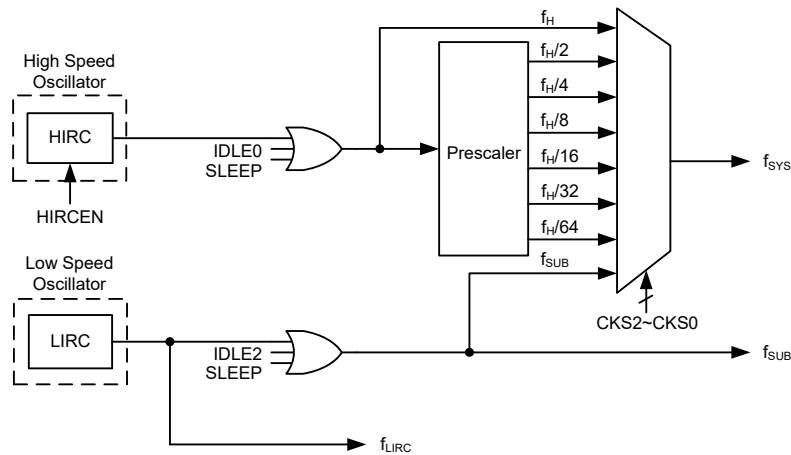 High Speed
Oscillator
HIRC
HIRCEN
IDLE0
SLEEP
Prescaler
fH
fH/2
fH/4
fH/8
fH/16
fH/32
fH/64
fSUB
fSYS
CKS2~CKS0
Low Speed
Oscillator
LIRC
IDLE2
SLEEP
fSUB
fLIRC